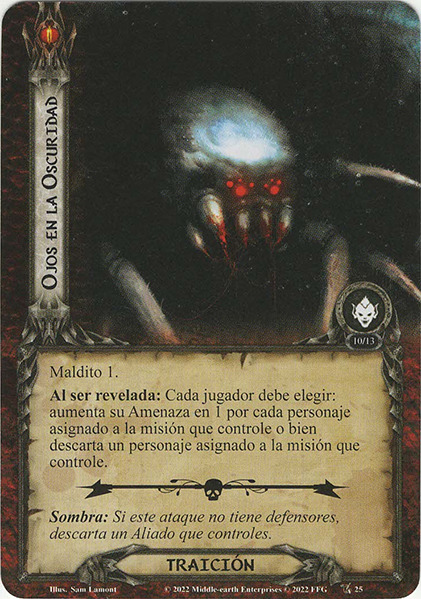 OJOS EN LA OSCURIDAD
10/13
Maldito 1.
Al ser revelada: Cada jugador debe elegir:
aumenta su Amenaza en 1 por cada personaje
asignado a la misión que controle o bien
descarta un personaje asignado a la misión que
controle.
Sombra: Si este ataque no tiene defensores,
descarta un Aliado que controles.
TRAICIÓN
Illus. Sam Lamont © 2022 Middle-earth Enterprises © 2022 FFG 25